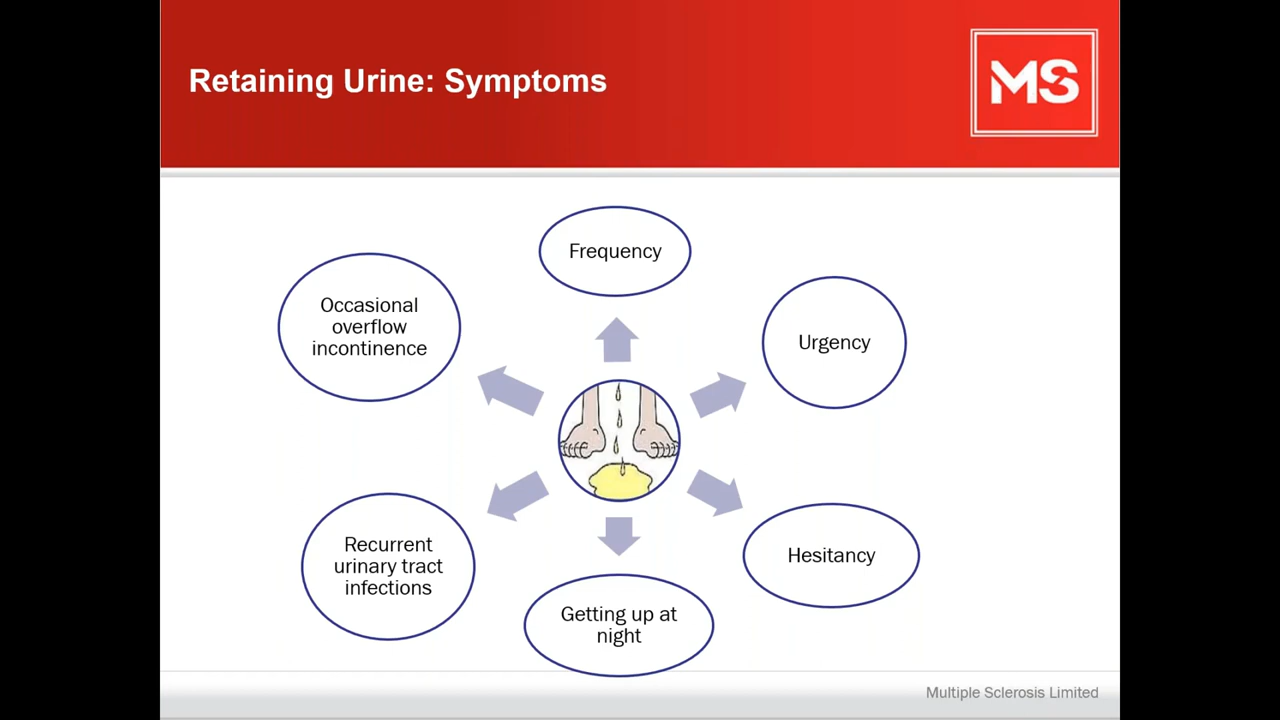 Retaining Urine: Symptoms
MS
Frequency
Urgency
Hesitancy
Getting up at
night
Recurrent
urinary tract
infections
Occasional
overflow
incontinence
Multiple Sclerosis Limited